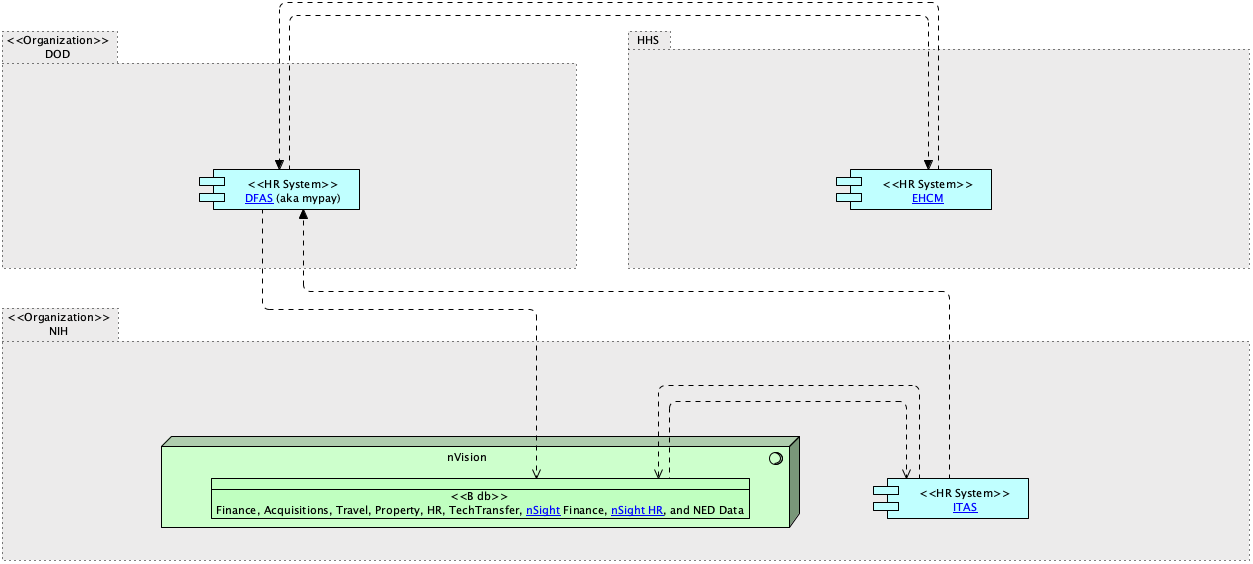 <<Organization>>
DOD
HHS
<<HR System>>
DFAS (aka mypay)
<<HR System>>
EHCM
<<Organization>>
NIH
nVision
<<B db>>
Finance, Acquisitions, Travel, Property, HR, TechTransfer, nSight Finance, nSight HR, and NED Data
<<HR System>>
ITAS